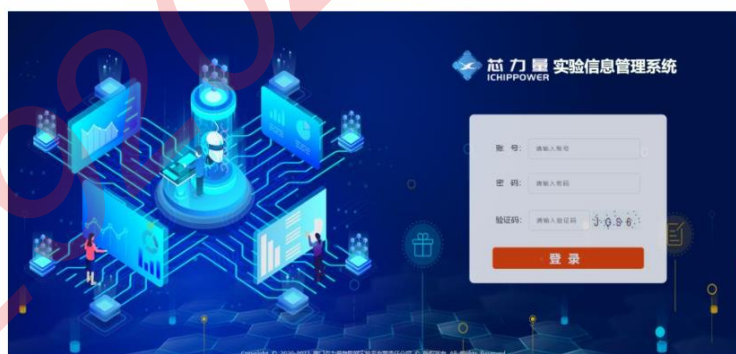 芯力量 实验信息管理系统
ICHIPPOWER
账 号: 请输入账号
密 码: 请输入密码
验证码: 请输入验证码
登 录